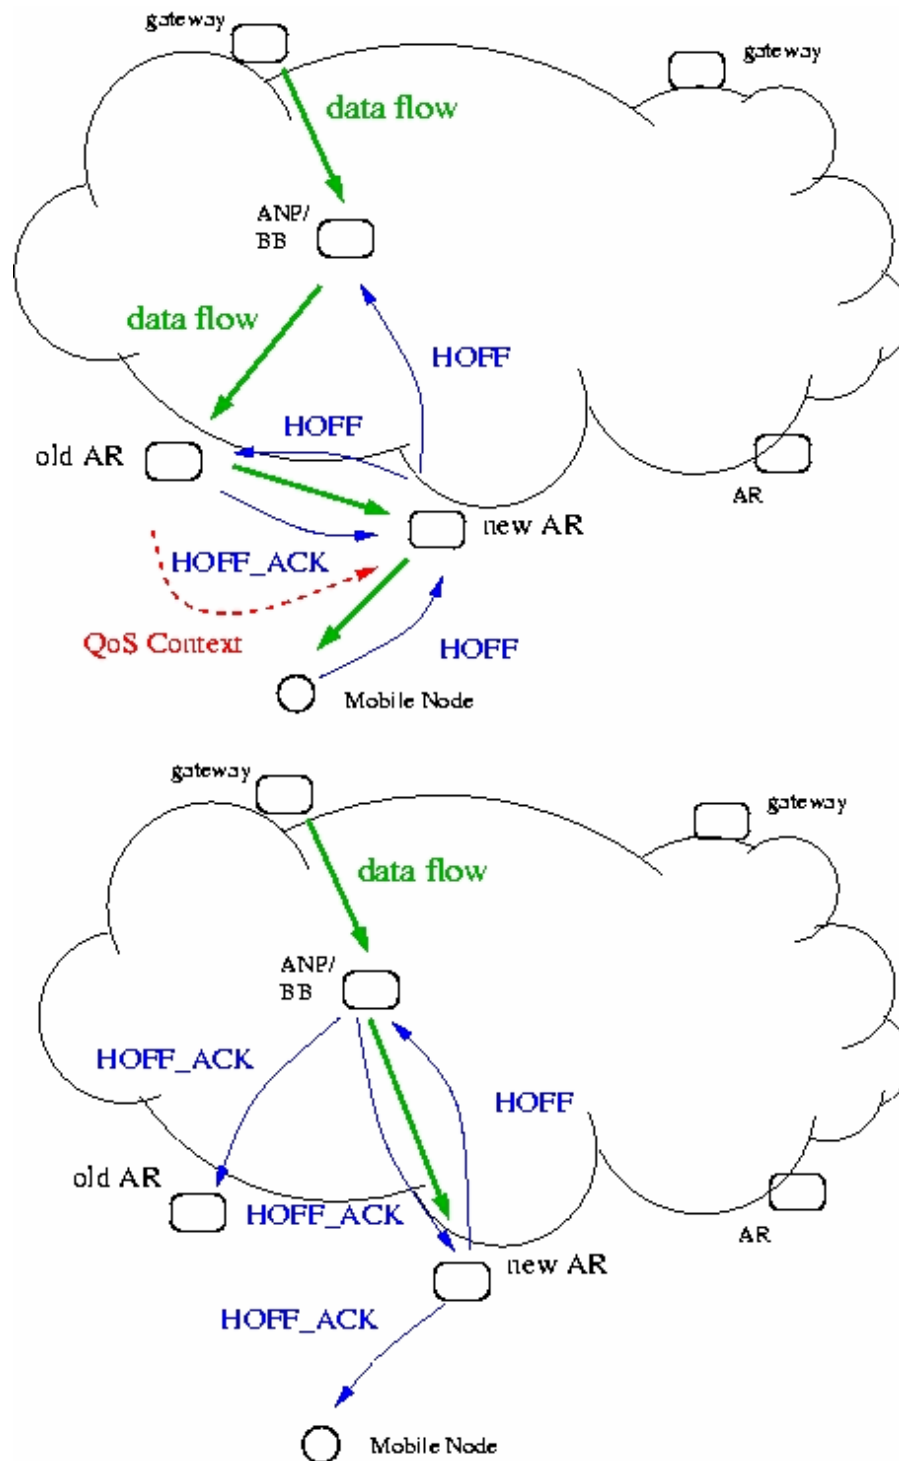 gateway
gateway
data flow
ANP/
BB
data flow
HOFF
HOFF
old AR
AR
new AR
HOFF_ACK
QoS Context
HOFF
Mobile Node
gateway
gateway
data flow
ANP/
BB
HOFF_ACK
HOFF
old AR
HOFF_ACK
AR
new AR
HOFF_ACK
Mobile Node